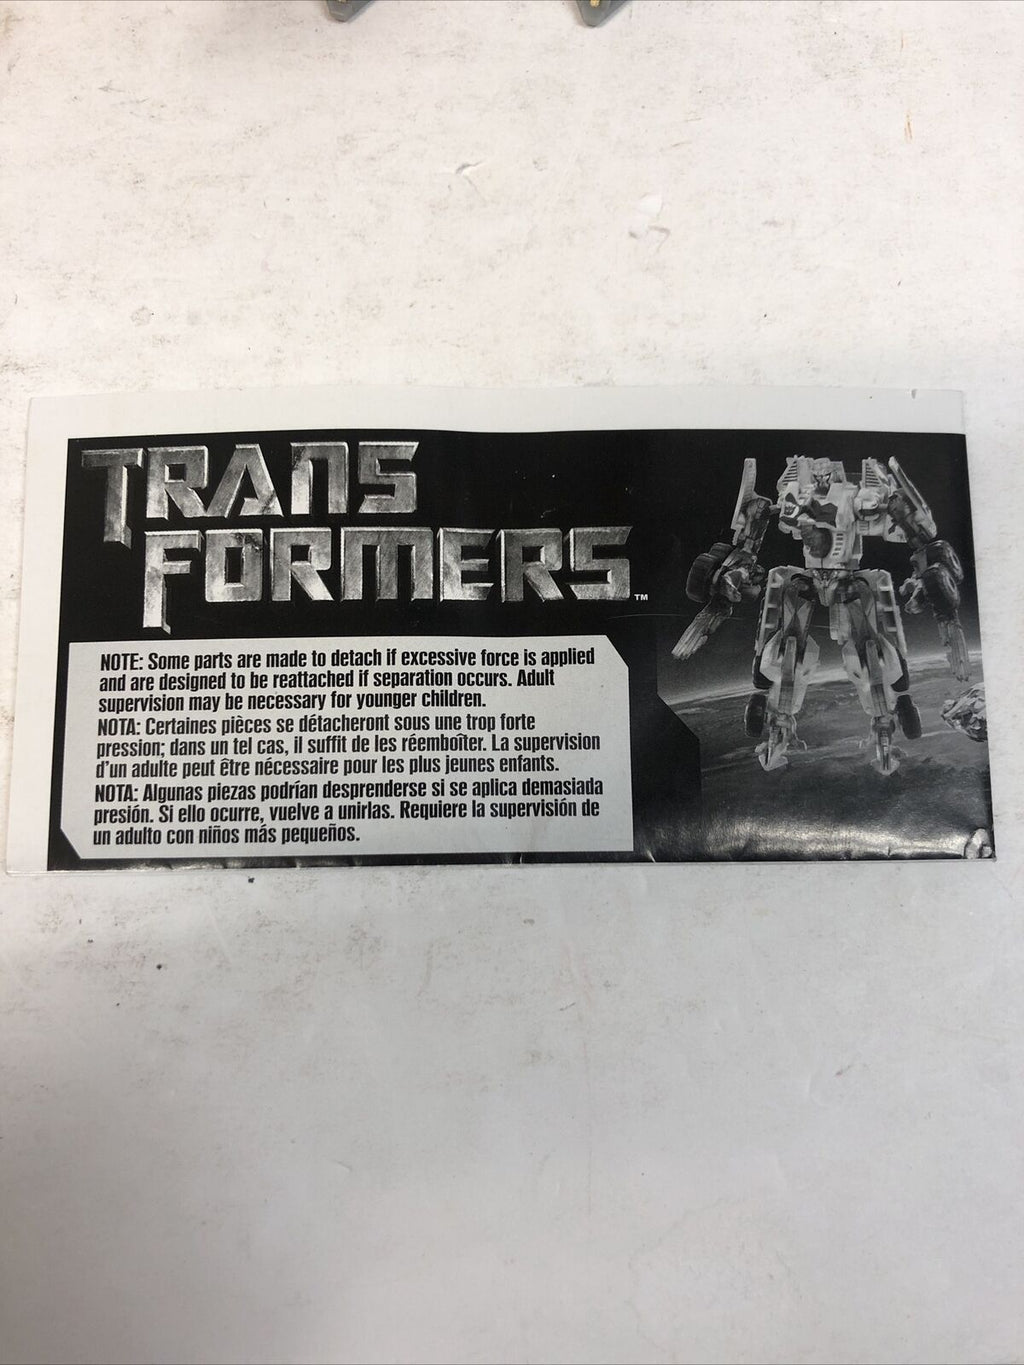 TRANS
FORMERS™
NOTE: Some parts are made to detach if excessive force is applied
and are designed to be reattached if separation occurs. Adult
supervision may be necessary for younger children.
NOTA: Certaines pièces se détacheront sous une trop forte
pression; dans un tel cas, il suffit de les réemboîter. La supervision
d'un adulte peut être nécessaire pour les plus jeunes enfants.
NOTA: Algunas piezas podrían desprenderse si se aplica demasiada
presión. Si ello ocurre, vuelve a unirlas. Requiere la supervisión de
un adulto con niños más pequeños.